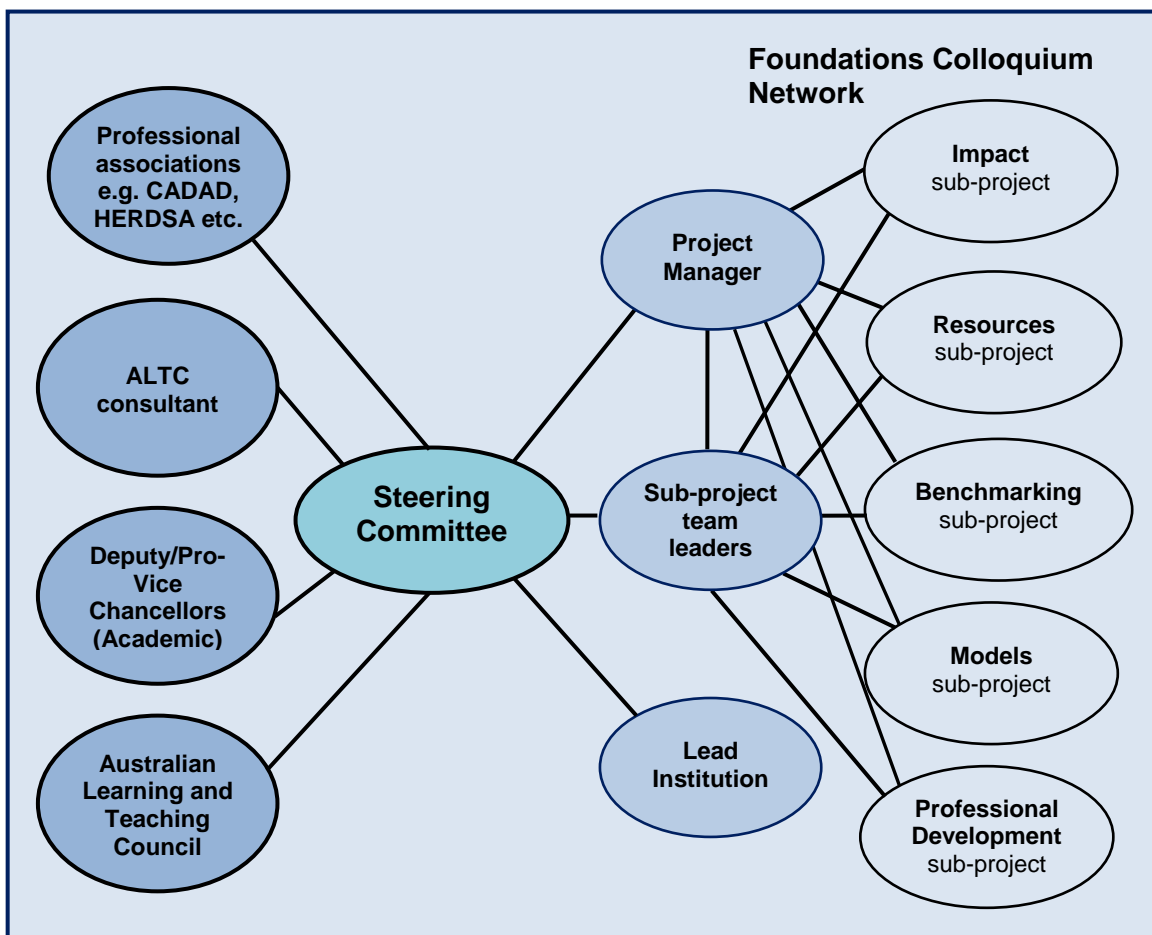 Foundations Colloquium
Network
Professional
associations
e.g. CADAD,
HERDSA etc.
ALTC
consultant
Deputy/Pro-
Vice
Chancellors
(Academic)
Australian
Learning and
Teaching
Council
Steering
Committee
Project
Manager
Sub-project
team
leaders
Lead
Institution
Impact
sub-project
Resources
sub-project
Benchmarking
sub-project
Models
sub-project
Professional
Development
sub-project